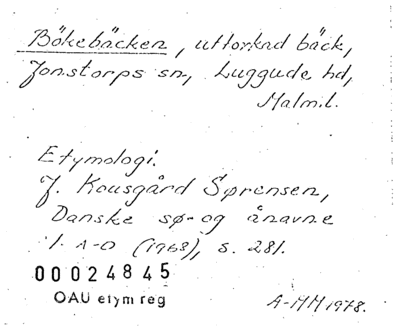 Bökebäcken, uttorkad bäck,
Jonstorps sn, Luggude hd,
Malm.l.
Etymologi:
J. Kousgård Sørensen,
Danske sø- og ånavne
1. A-D (1968), s. 281.
00024845
OAU etym reg
A-MM 1978.